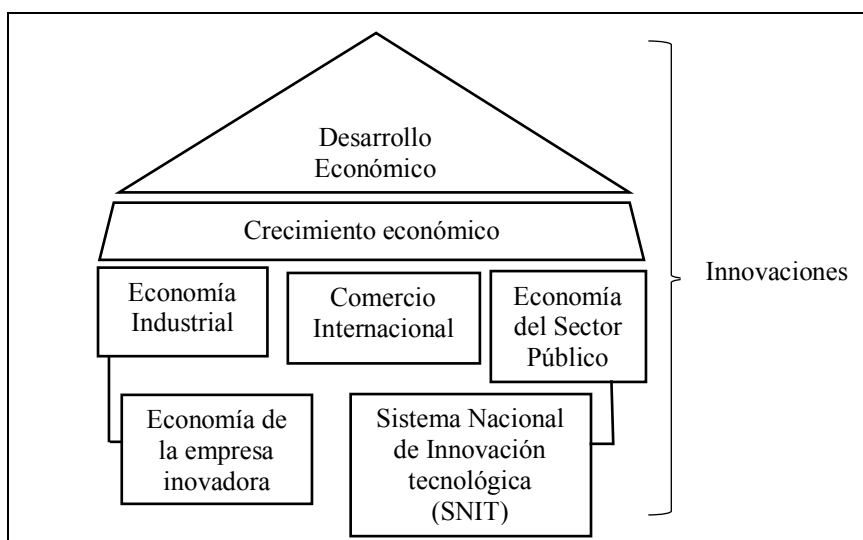 Desarrollo
Económico
Crecimiento económico
Innovaciones
Economía
Industrial
Comercio
Internacional
Economía
del Sector
Público
Economía de
la empresa
inovadora
Sistema Nacional
de Innovación
tecnológica
(SNIT)